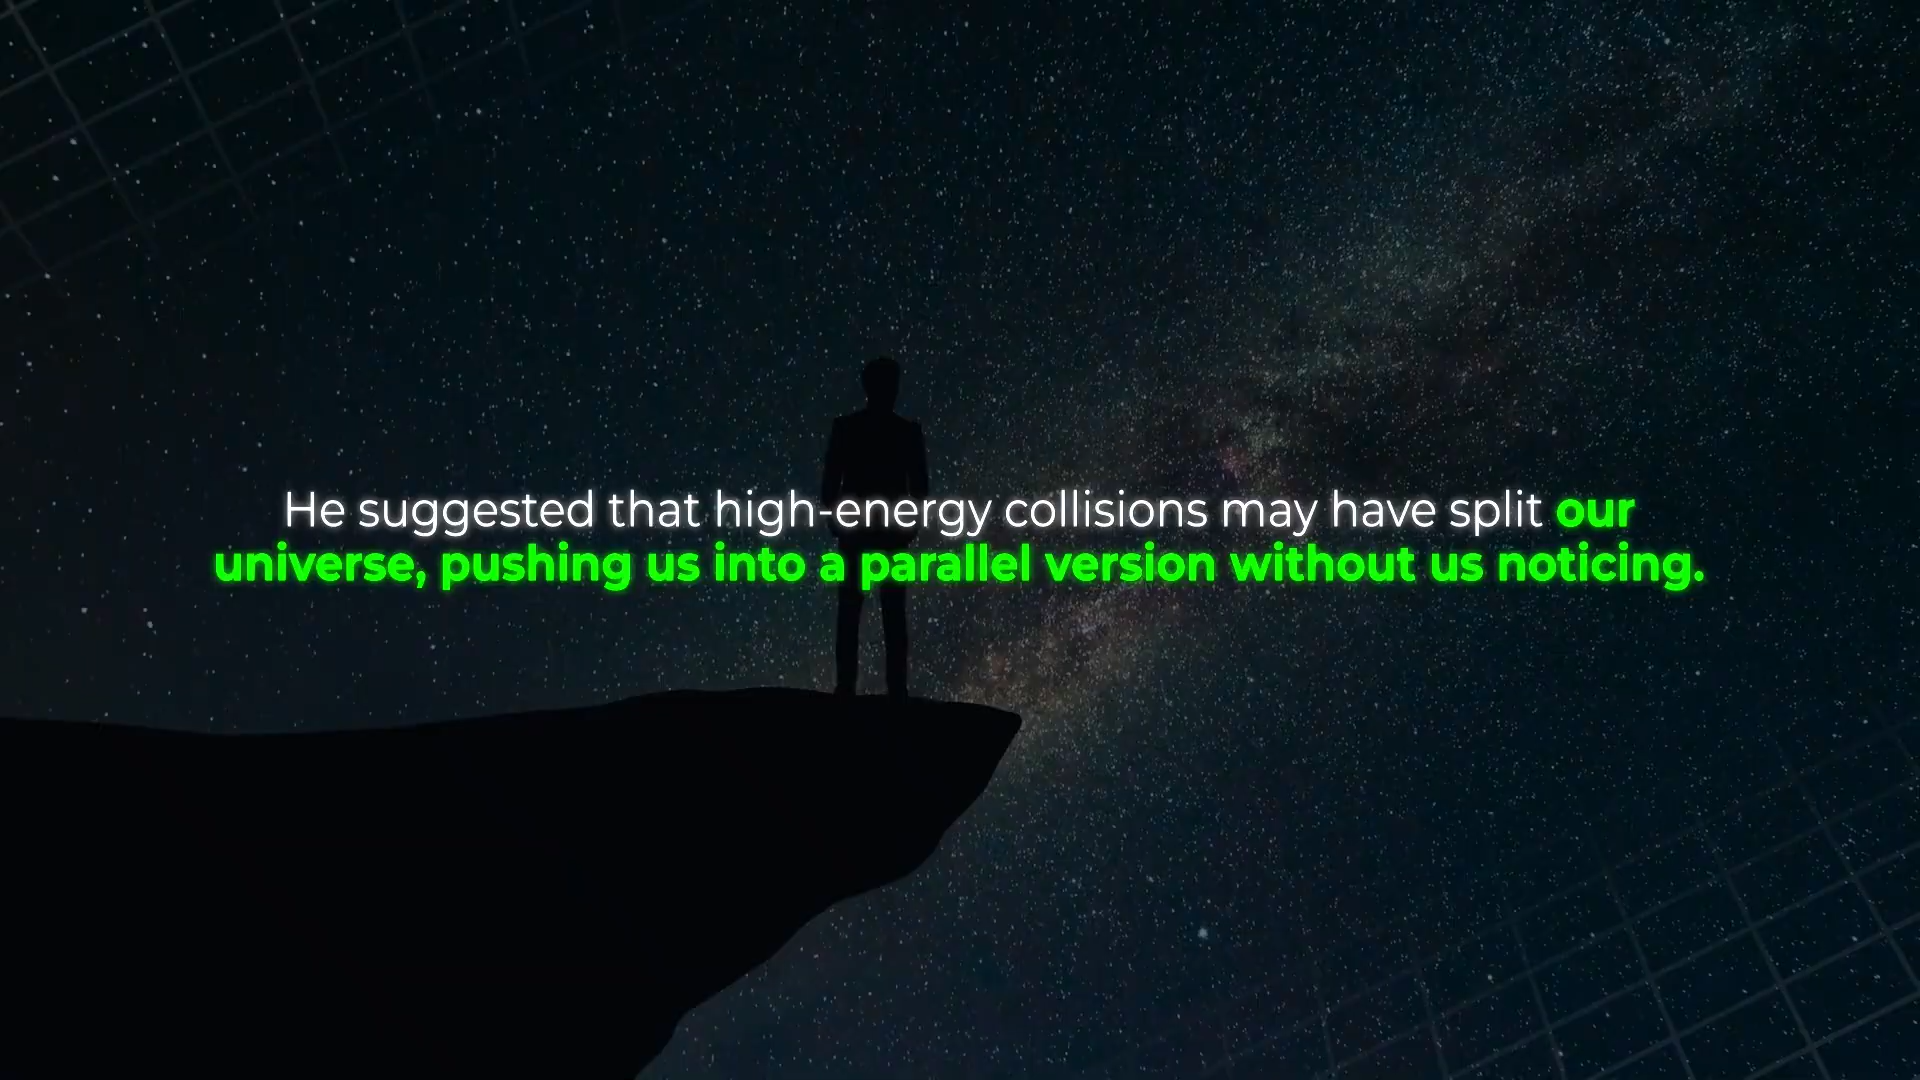 He suggested that high-energy collisions may have split our
universe, pushing us into a parallel version without us noticing.